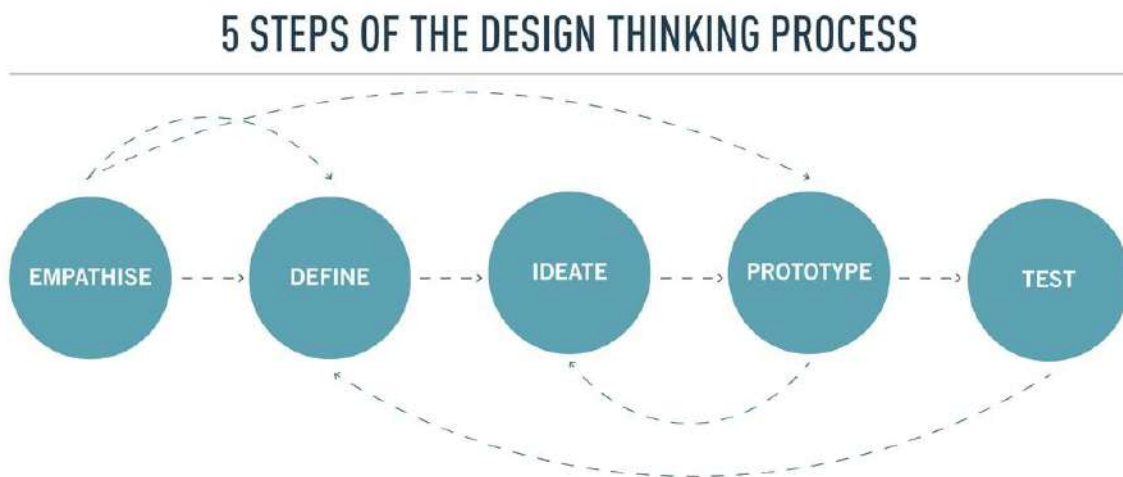 5 STEPS OF THE DESIGN THINKING PROCESS
EMPATHISE
DEFINE
IDEATE
PROTOTYPE
TEST